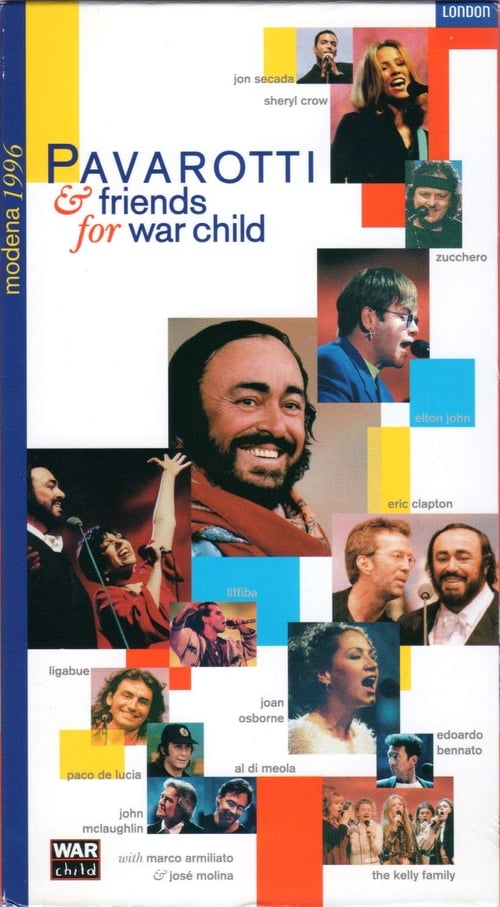 LONDON
jon secada
sheryl crow
modena 1996
PAVAROTTI
& friends
for war child
zucchero
elton john
eric clapton
litfiba
ligabue
joan
osborne
edoardo
bennato
paco de lucia
al di meola
john
mclaughlin
WAR
child
with marco armiliato
& josé molina
the kelly family